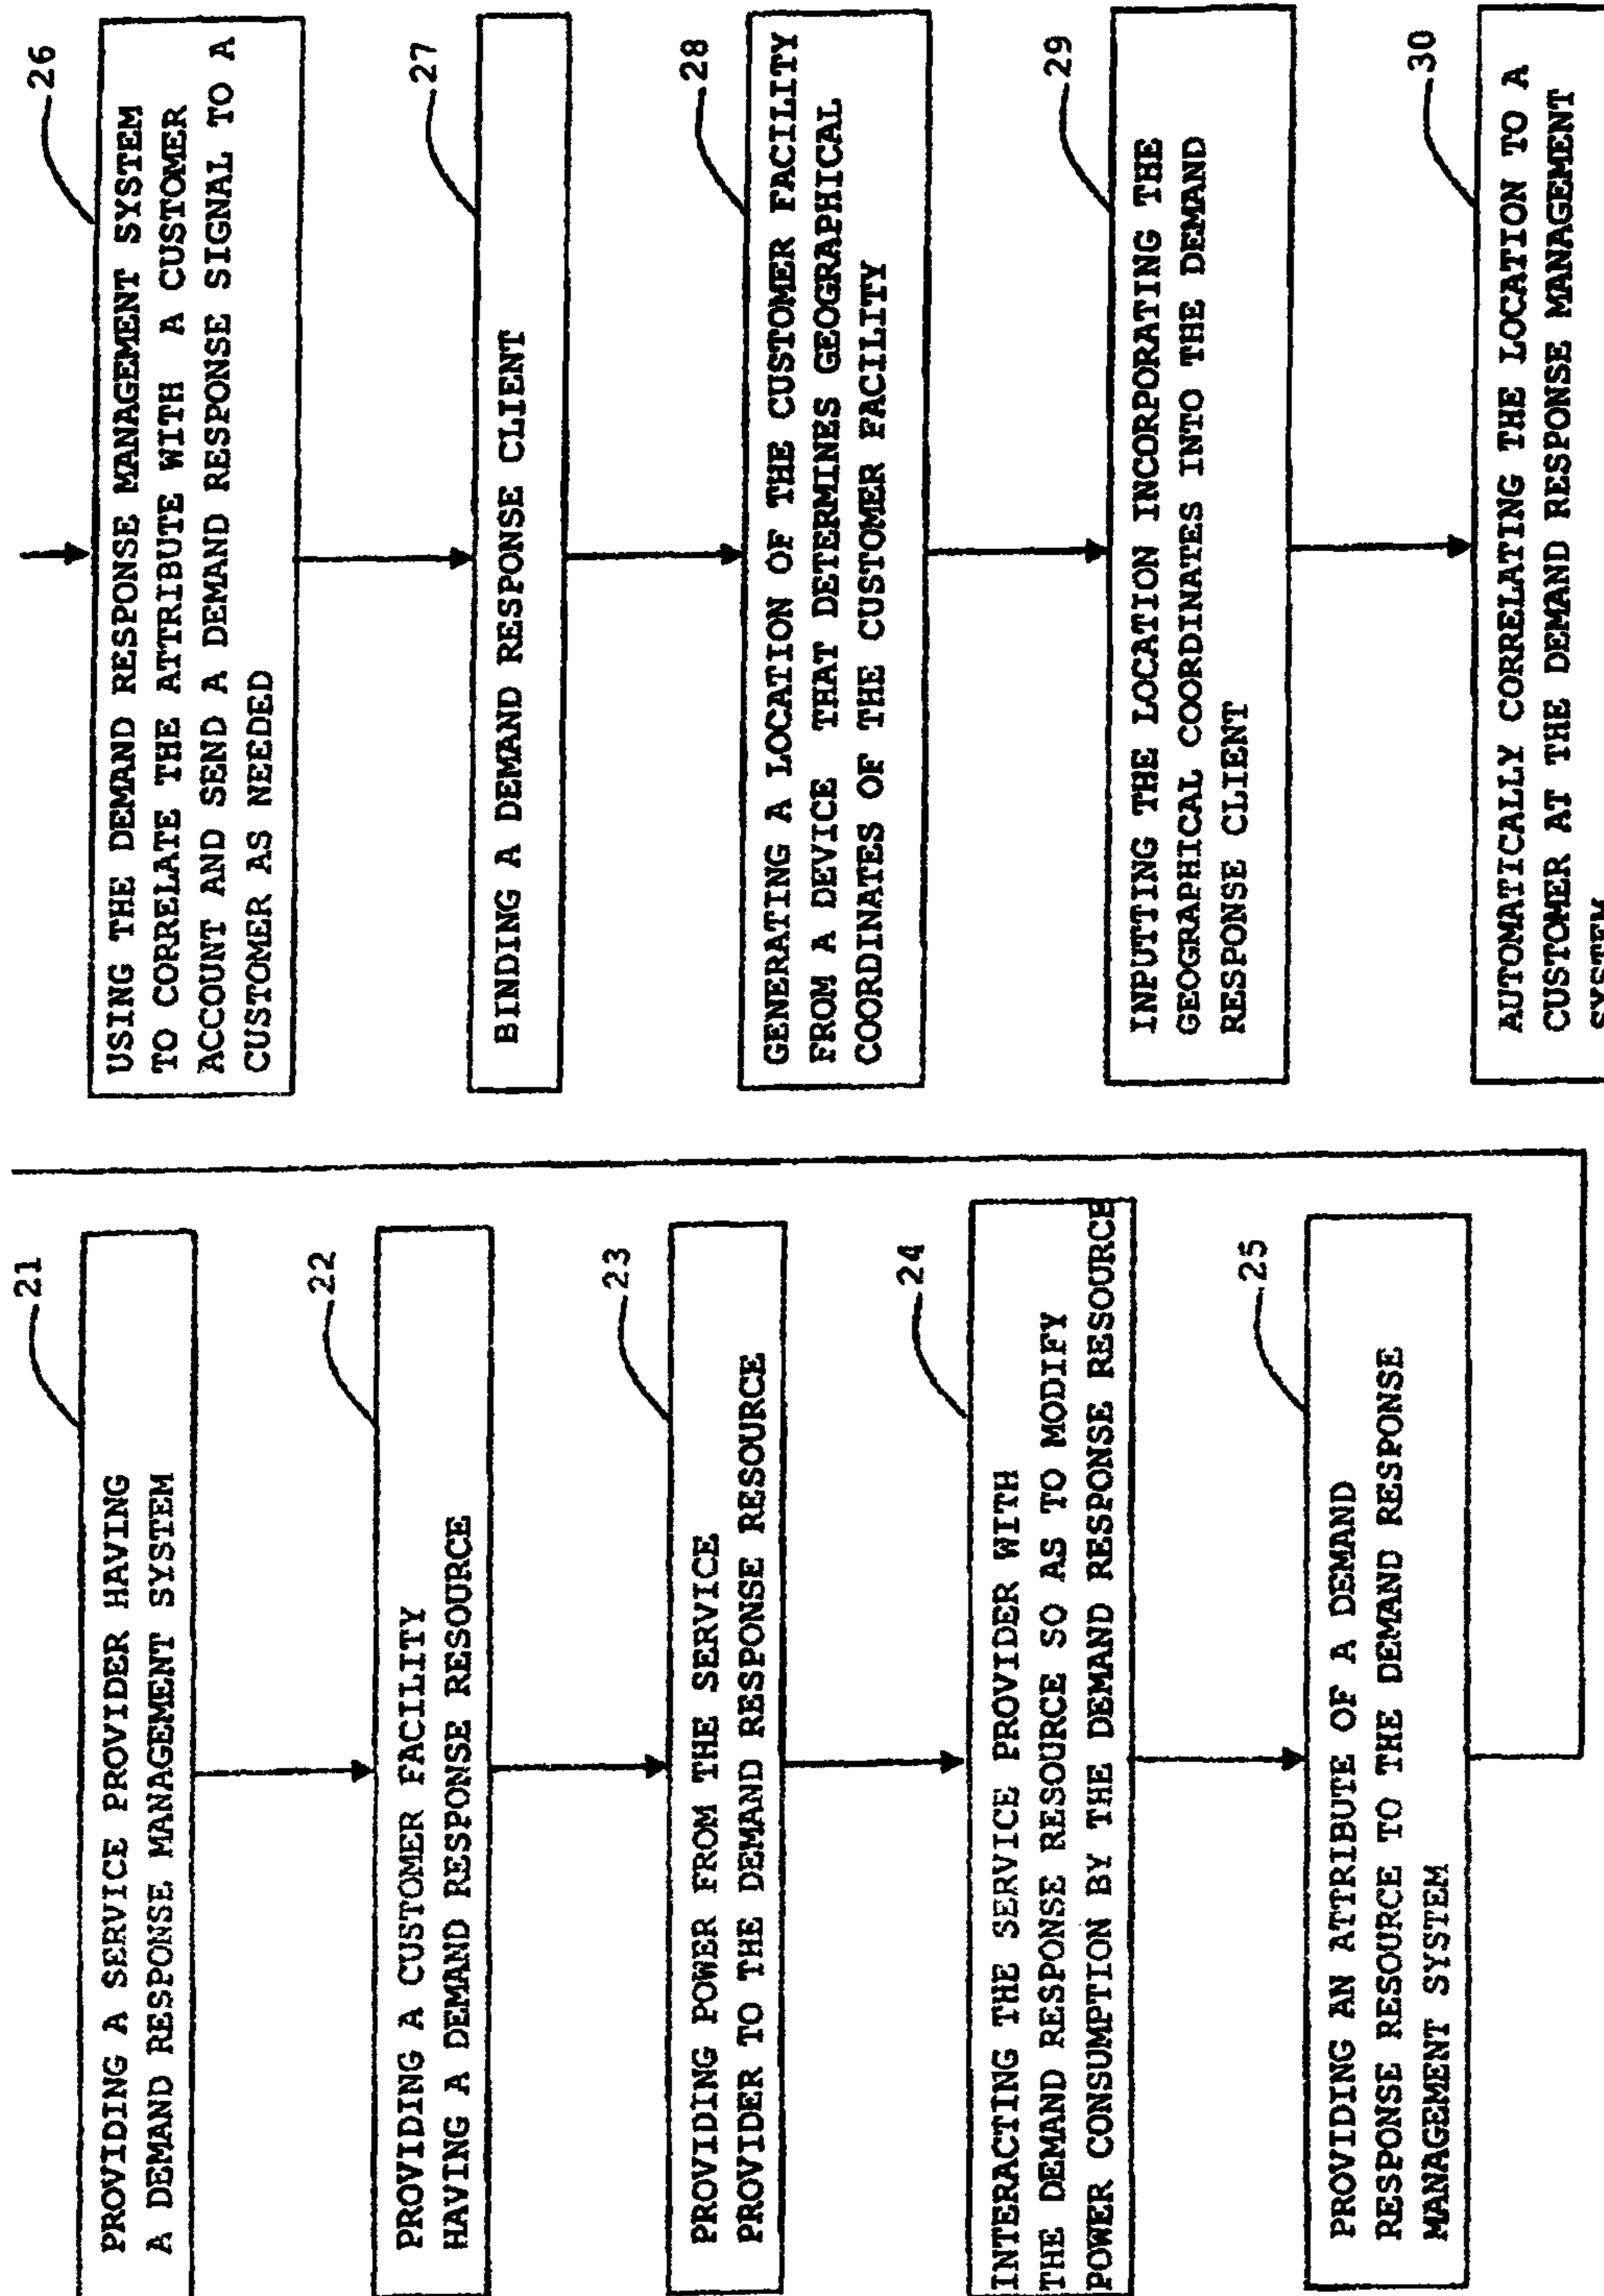 21
PROVIDING A SERVICE PROVIDER HAVING
A DEMAND RESPONSE MANAGEMENT SYSTEM
22
PROVIDING A CUSTOMER FACILITY
HAVING A DEMAND RESPONSE RESOURCE
23
PROVIDING POWER FROM THE SERVICE
PROVIDER TO THE DEMAND RESPONSE RESOURCE
24
INTERACTING THE SERVICE PROVIDER WITH
THE DEMAND RESPONSE RESOURCE SO AS TO MODIFY
POWER CONSUMPTION BY THE DEMAND RESPONSE RESOURCE
25
PROVIDING AN ATTRIBUTE OF A DEMAND
RESPONSE RESOURCE TO THE DEMAND RESPONSE
MANAGEMENT SYSTEM
26
USING THE DEMAND RESPONSE MANAGEMENT SYSTEM
TO CORRELATE THE ATTRIBUTE WITH A CUSTOMER
ACCOUNT AND SEND A DEMAND RESPONSE SIGNAL TO A
CUSTOMER AS NEEDED
27
BINDING A DEMAND RESPONSE CLIENT
28
GENERATING A LOCATION OF THE CUSTOMER FACILITY
FROM A DEVICE THAT DETERMINES GEOGRAPHICAL
COORDINATES OF THE CUSTOMER FACILITY
29
INPUTTING THE LOCATION INCORPORATING THE
GEOGRAPHICAL COORDINATES INTO THE DEMAND
RESPONSE CLIENT
30
AUTOMATICALLY CORRELATING THE LOCATION TO A
CUSTOMER AT THE DEMAND RESPONSE MANAGEMENT
SYSTEM